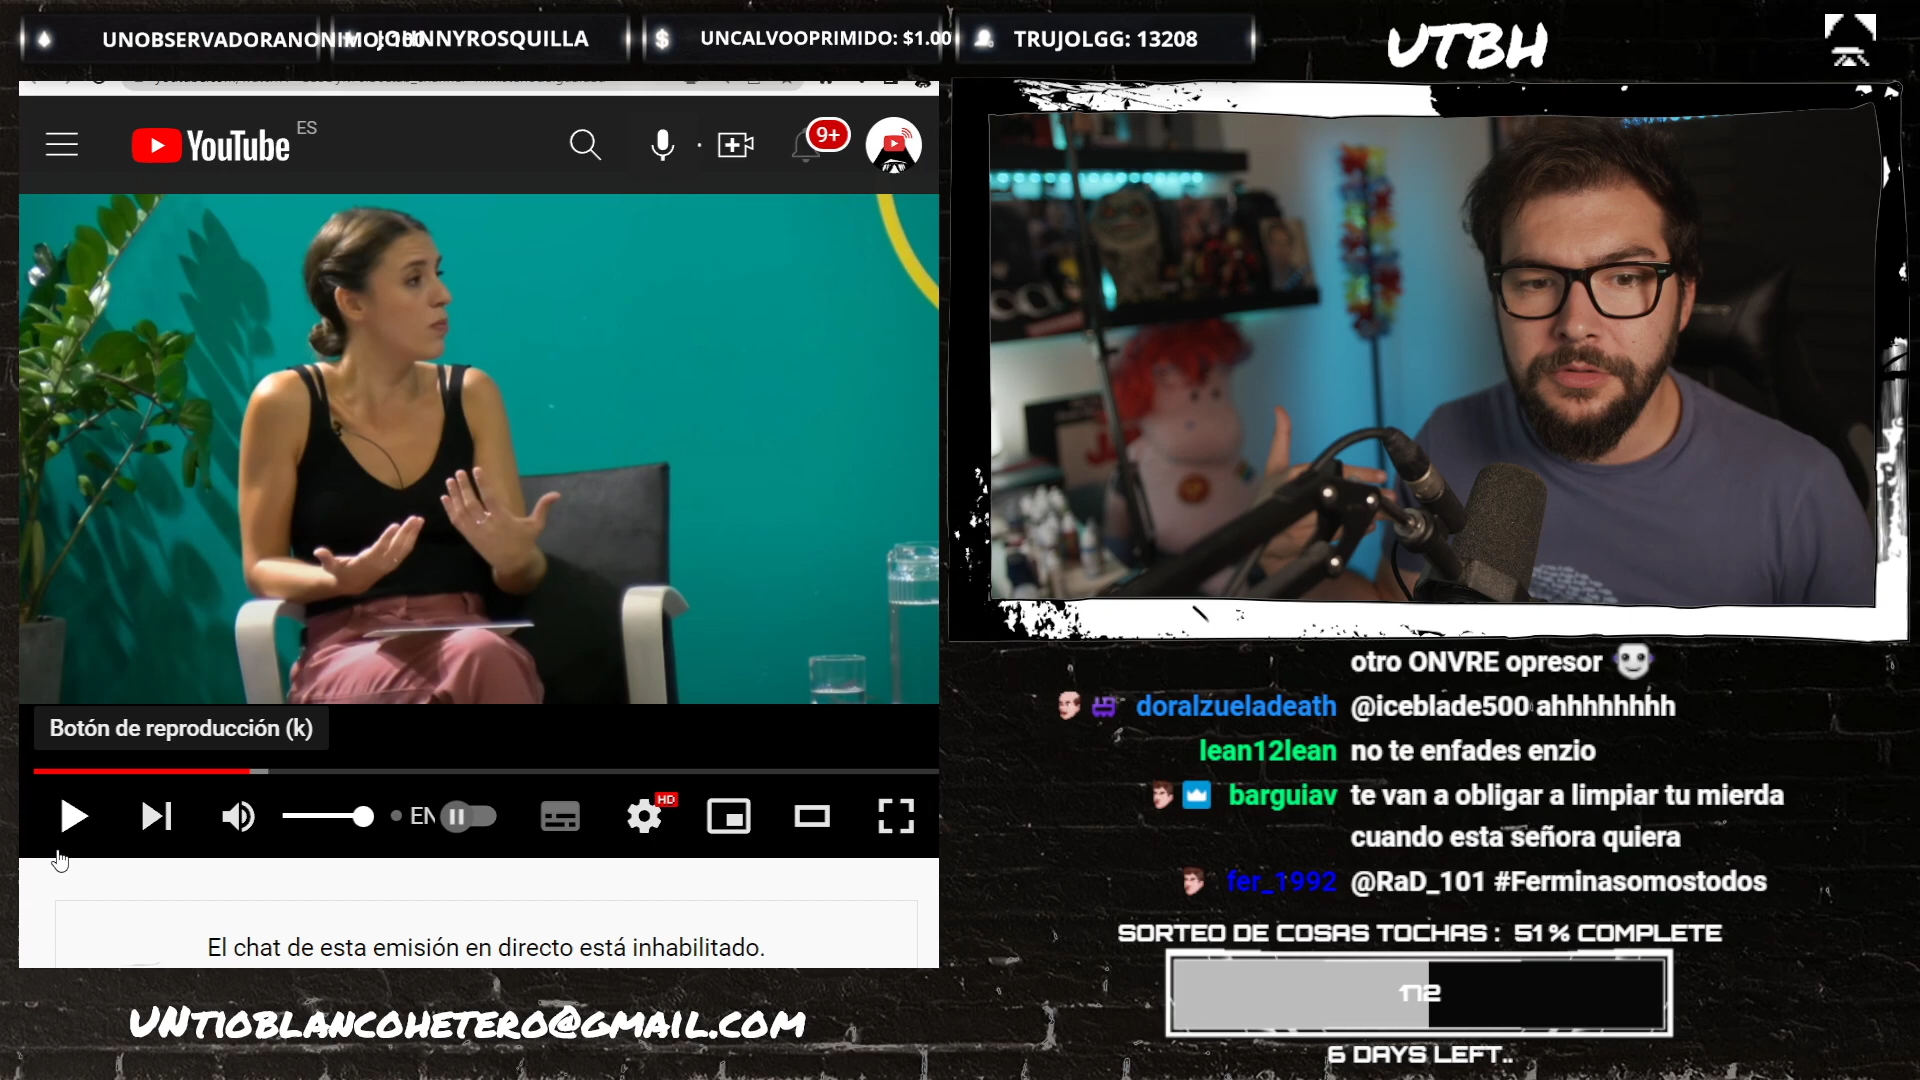 JOHNNYROSQUILLA
UNCALVOOPRIMIDO: $1.00
TRUJOLGG: 13208
UTBH
YouTube ES
9+
Botón de reproducción (k)
HD
El chat de esta emisión en directo está inhabilitado.
UNTIOBLANCOHETERO@GMAIL.COM
otro ONVRE opresor
doralzueladeath @iceblade500 ahhhhhhhh
lean12lean no te enfades enzio
barguiav te van a obligar a limpiar tu mierda
cuando esta señora quiera
fer_1992 @RaD_101 #Ferminasomostodos
SORTEO DE COSAS TOCHAS : 51% COMPLETE
172
6 DAYS LEFT..